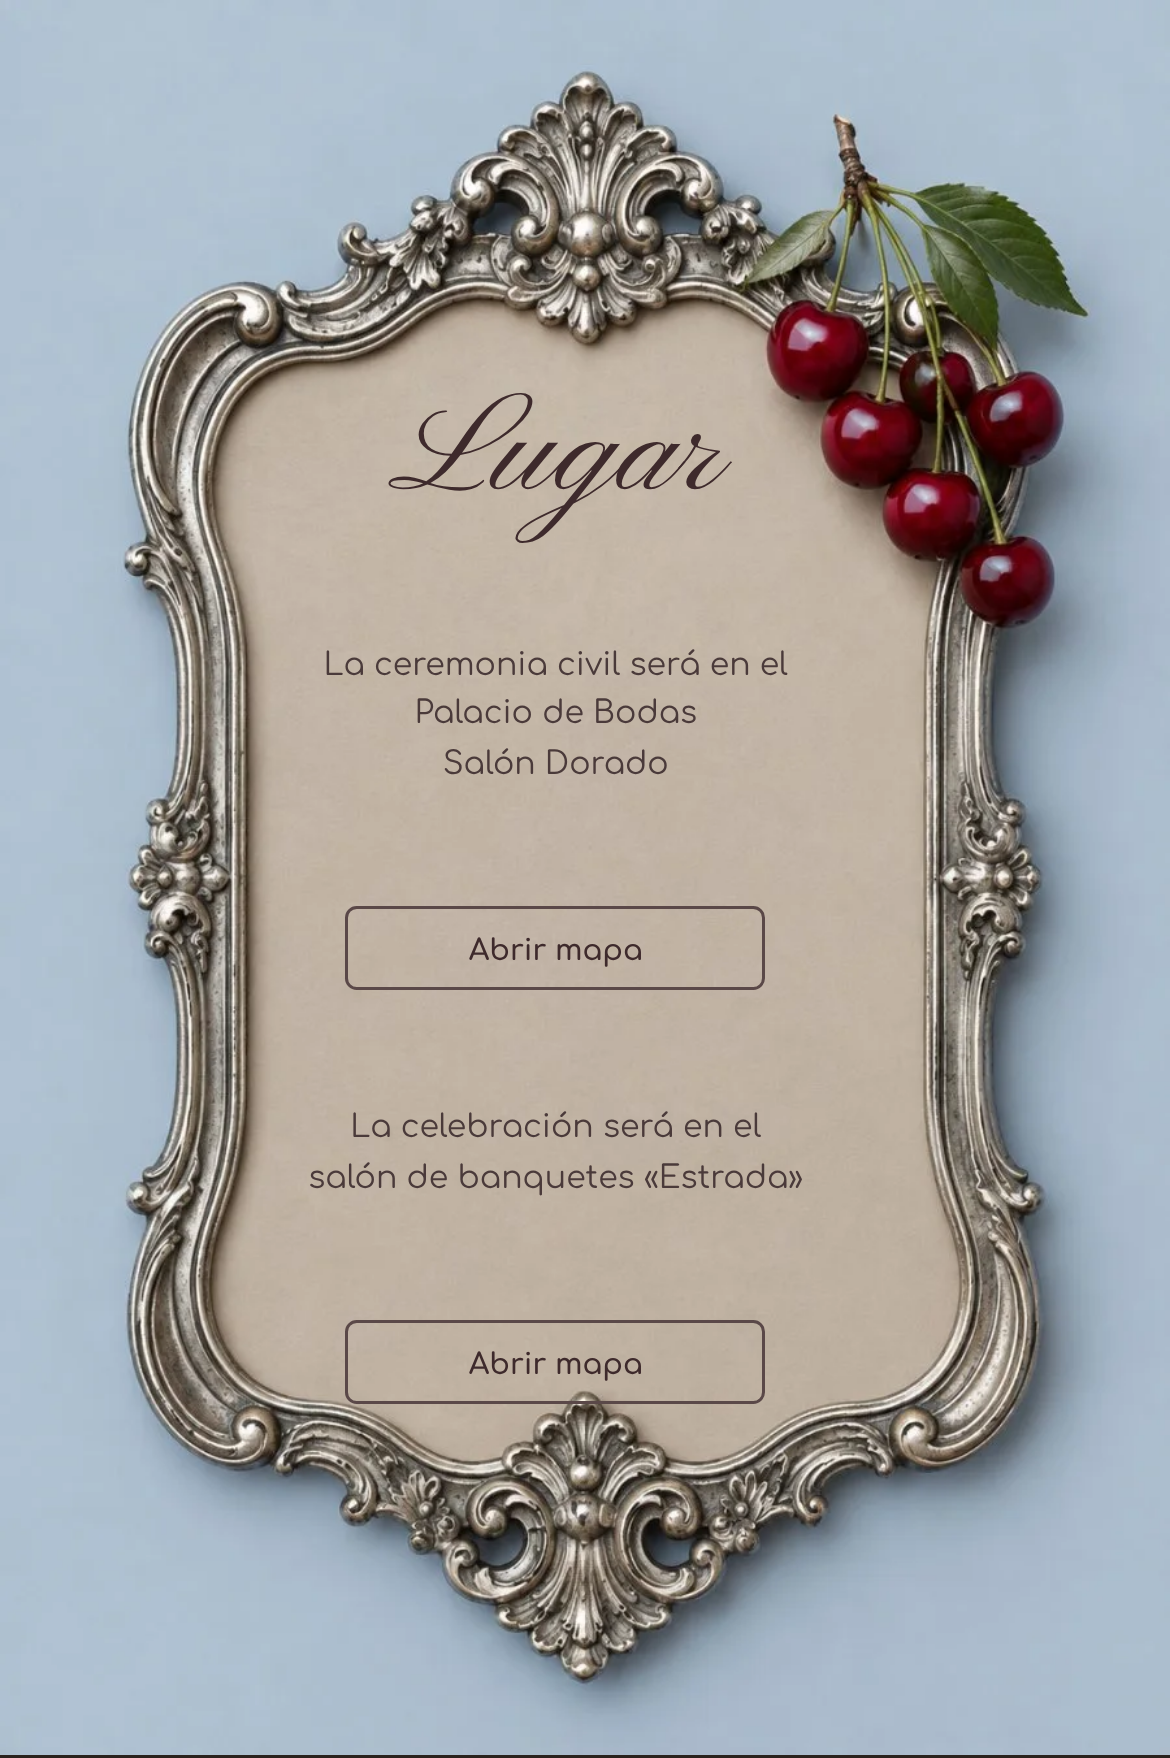 Lugar
La ceremonia civil será en el
Palacio de Bodas
Salón Dorado
Abrir mapa
La celebración será en el
salón de banquetes «Estrada»
Abrir mapa